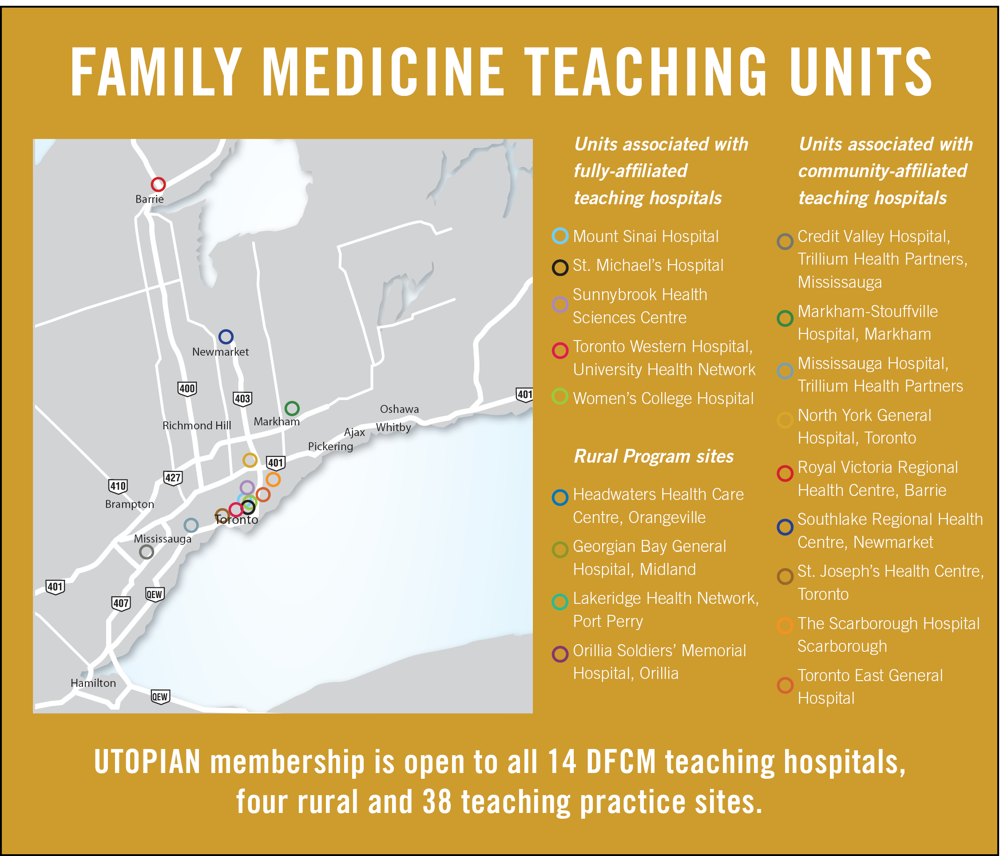 FAMILY MEDICINE TEACHING UNITS
Barrie
Newmarket
400
403
Richmond Hill
Markham
Oshawa
Whitby
Ajax
Pickering
401
401
427
410
Brampton
Toronto
Mississauga
401
407
QEW
Hamilton
QEW
Units associated with
fully-affiliated
teaching hospitals
Mount Sinai Hospital
St. Michael’s Hospital
Sunnybrook Health
Sciences Centre
Toronto Western Hospital,
University Health Network
Women’s College Hospital
Rural Program sites
Headwaters Health Care
Centre, Orangeville
Georgian Bay General
Hospital, Midland
Lakeridge Health Network,
Port Perry
Orillia Soldiers’ Memorial
Hospital, Orillia
Units associated with
community-affiliated
teaching hospitals
Credit Valley Hospital,
Trillium Health Partners,
Mississauga
Markham-Stouffville
Hospital, Markham
Mississauga Hospital,
Trillium Health Partners
North York General
Hospital, Toronto
Royal Victoria Regional
Health Centre, Barrie
Southlake Regional Health
Centre, Newmarket
St. Joseph’s Health Centre,
Toronto
The Scarborough Hospital
Scarborough
Toronto East General
Hospital
UTOPIAN membership is open to all 14 DFCM teaching hospitals,
four rural and 38 teaching practice sites.